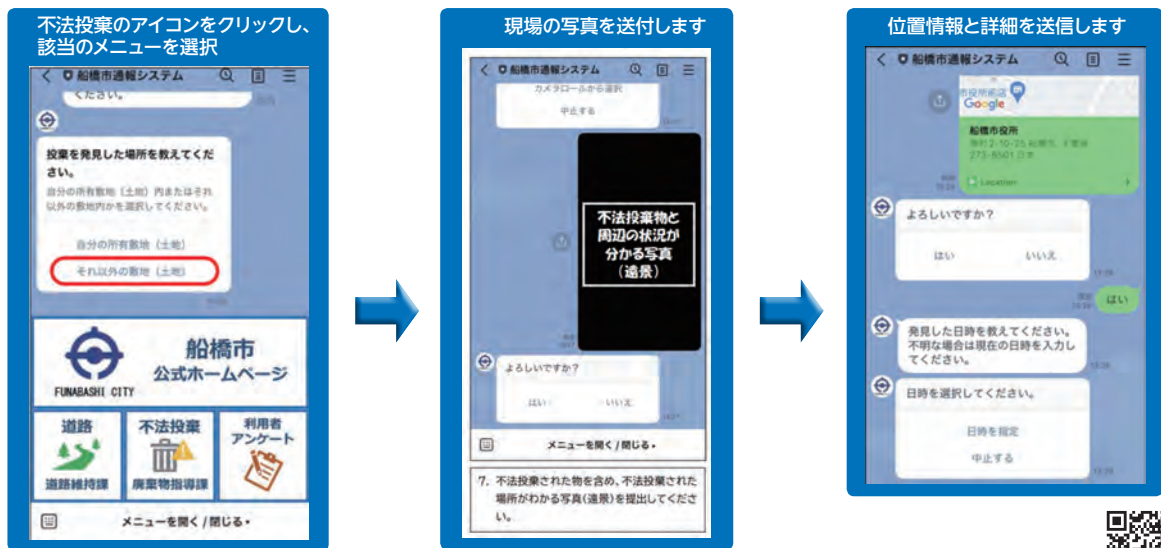 不法投棄のアイコンをクリックし、
該当のメニューを選択
船橋市通報システム
ください。
投棄を発見した場所を教えてくだ
さい。
自分の所有敷地(土地)内またはそれ
以外の敷地内かを選択してください。
自分の所有敷地(土地)
それ以外の敷地(土地)
船橋市
公式ホームページ
FUNABASHI CITY
道路
道路維持課
不法投棄
廃棄物指導課
利用者
アンケート
メニューを開く/閉じる・
現場の写真を送付します
船橋市通報システム
カメラロールから選択
中止する
不法投棄物と
周辺の状況が
分かる写真
(遠景)
よろしいですか?
はい
いいえ
メニューを開く/閉じる・
7. 不法投棄された物を含め、不法投棄された
場所がわかる写真(遠景)を提出してくださ
い。
位置情報と詳細を送信します
船橋市通報システム
Google
船橋市役所
273-8501 日本
Location
よろしいですか?
はい
いいえ
はい
発見した日時を教えてください。
不明な場合は現在の日時を入力し
てください。
日時を選択してください。
日時を指定
中止する